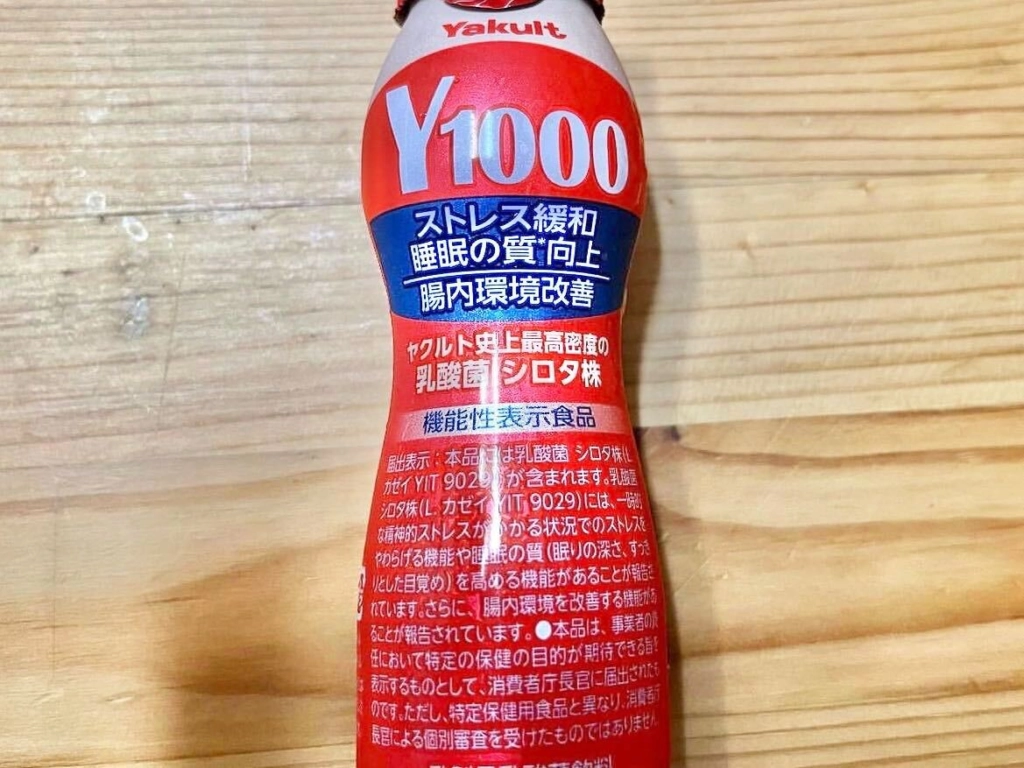 Yakult
Y1000
ストレス緩和
睡眠の質*向上
腸内環境改善
ヤクルト史上最高密度の
乳酸菌 シロタ株
機能性表示食品
届出表示：本品には乳酸菌 シロタ株(L.
カゼイ YIT 9029)が含まれます。乳酸菌
シロタ株(L. カゼイ YIT 9029)には、一時的
な精神的ストレスがかかる状況でのストレスを
やわらげる機能や睡眠の質(眠りの深さ、すっき
りとした目覚め)を高める機能があることが報告さ
れています。さらに、腸内環境を改善する機能があ
ることが報告されています。●本品は、事業者の責
任において特定の保健の目的が期待できる旨を
表示するものとして、消費者庁長官に届出されたも
のです。ただし、特定保健用食品と異なり、消費者庁
長官による個別審査を受けたものではありません。